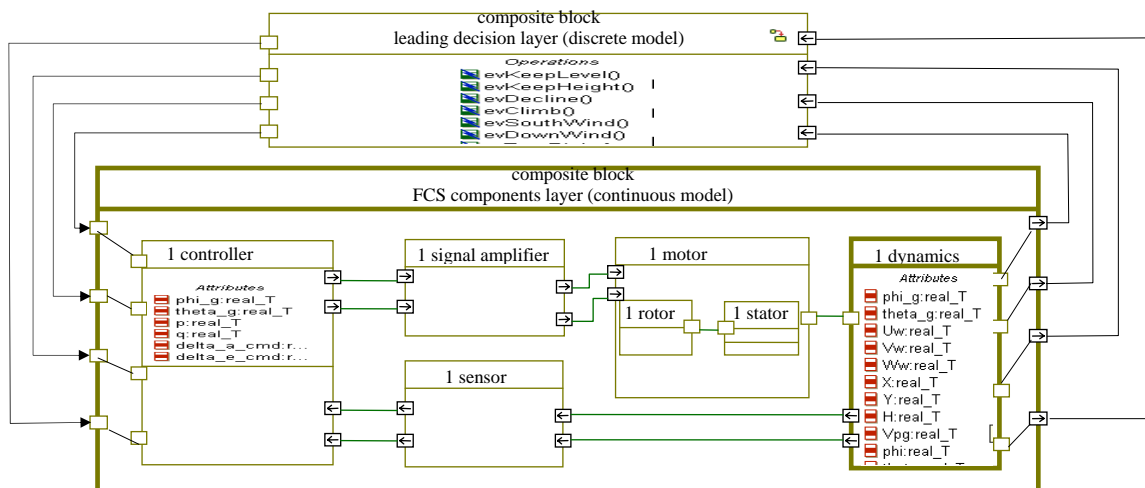 composite block
leading decision layer (discrete model)
Operations
evKeepLevel()
evKeepHeight()
evDecline()
evClimb()
evSouthWind()
evDownWind()
composite block
FCS components layer (continuous model)
1 controller
Attributes
phi_g:real_T
theta_g:real_T
p:real_T
q:real_T
delta_a_cmd:r...
delta_e_cmd:r...
1 signal amplifier
1 motor
1 rotor
1 stator
1 sensor
1 dynamics
Attributes
phi_g:real_T
theta_g:real_T
Uw:real_T
Vw:real_T
Ww:real_T
X:real_T
Y:real_T
H:real_T
Vpg:real_T
phi:real_T